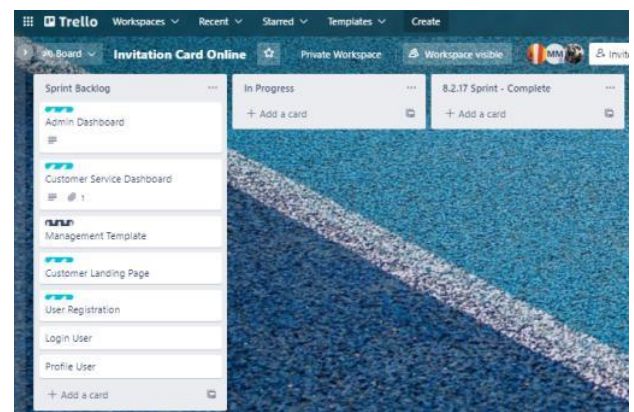 Trello Workspaces Recent Starred Templates Create
Board Invitation Card Online Private Workspace Workspace visible MM Invite
Sprint Backlog
Admin Dashboard
Customer Service Dashboard
1
Management Template
Customer Landing Page
User Registration
Login User
Profile User
+ Add a card
In Progress
+ Add a card
8.2.17 Sprint - Complete
+ Add a card